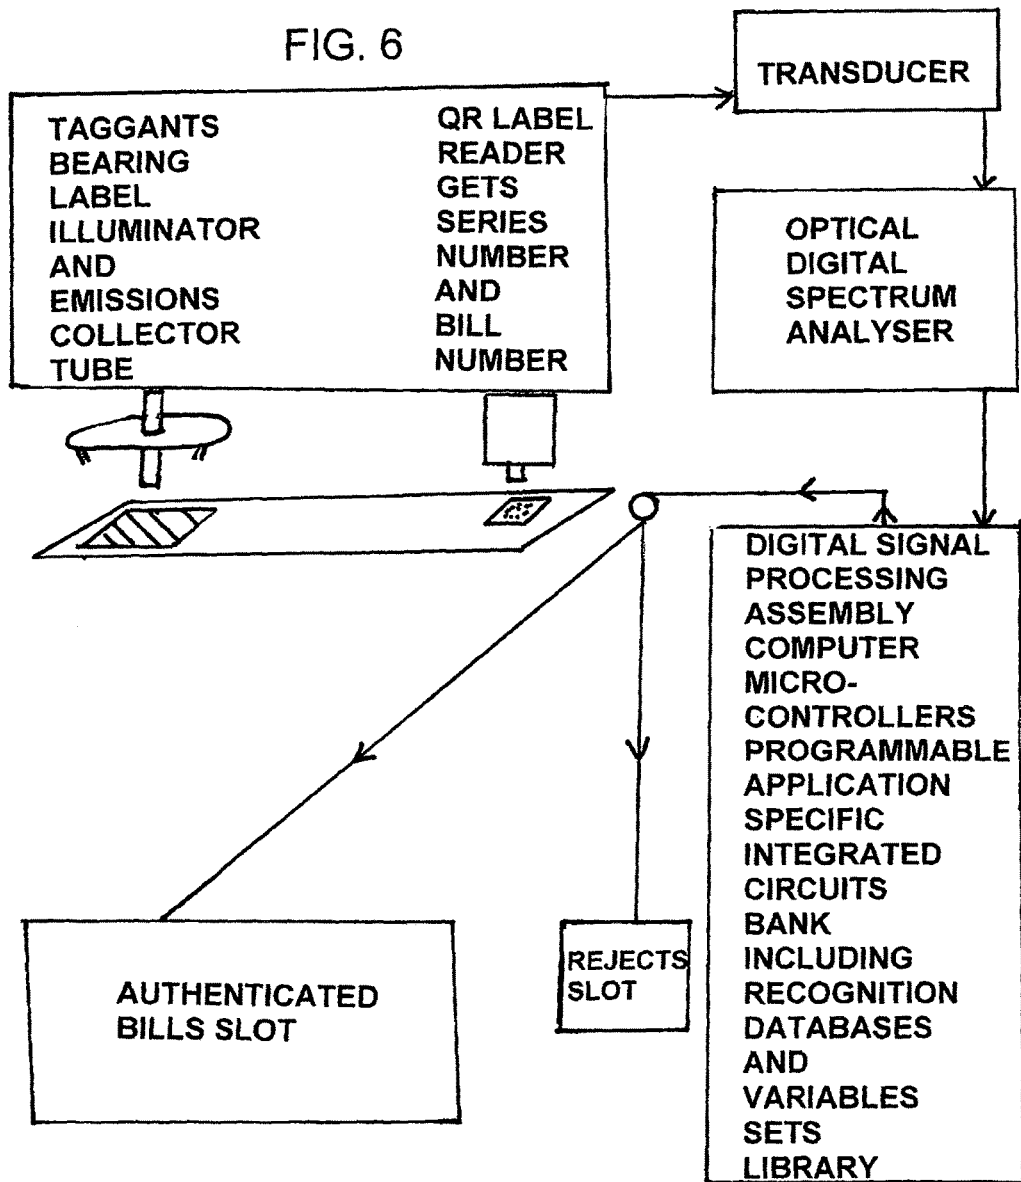 FIG. 6
TRANSDUCER
TAGGANTS
BEARING
LABEL
ILLUMINATOR
AND
EMISSIONS
COLLECTOR
TUBE
QR LABEL
READER
GETS
SERIES
NUMBER
AND
BILL
NUMBER
OPTICAL
DIGITAL
SPECTRUM
ANALYSER
DIGITAL SIGNAL
PROCESSING
ASSEMBLY
COMPUTER
MICRO-
CONTROLLERS
PROGRAMMABLE
APPLICATION
SPECIFIC
INTEGRATED
CIRCUITS
BANK
INCLUDING
RECOGNITION
DATABASES
AND
VARIABLES
SETS
LIBRARY
AUTHENTICATED
BILLS SLOT
REJECTS
SLOT